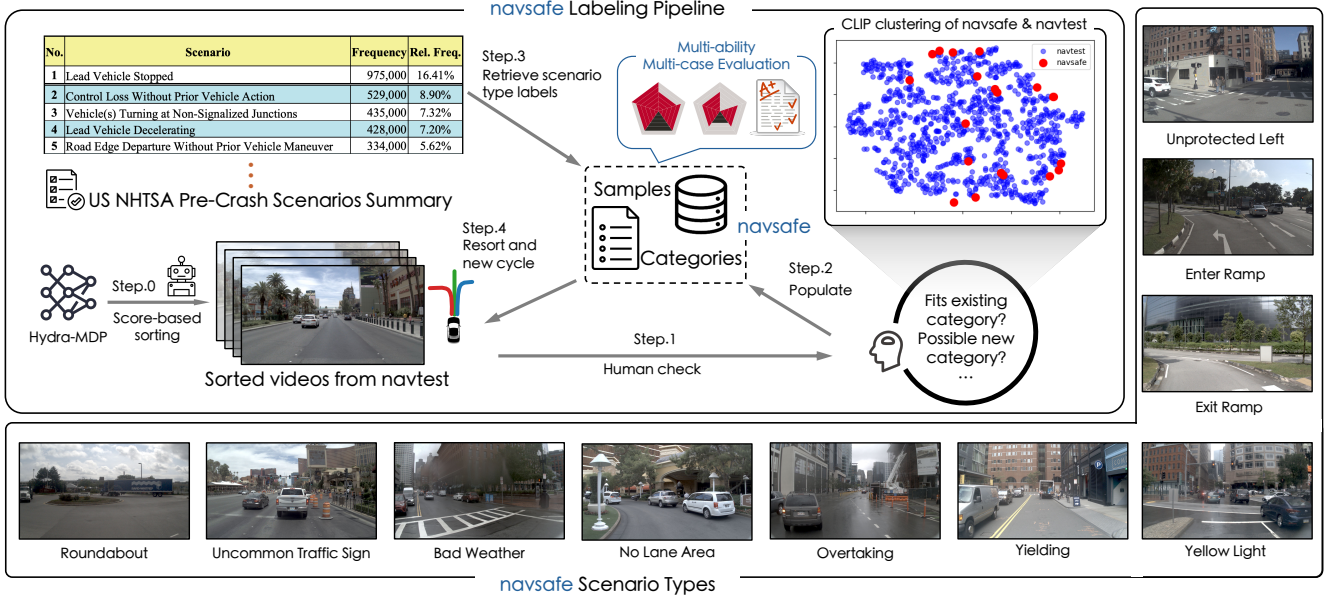 navsafe Labeling Pipeline
No. Scenario Frequency Rel. Freq.
1 Lead Vehicle Stopped 975,000 16.41%
2 Control Loss Without Prior Vehicle Action 529,000 8.90%
3 Vehicle(s) Turning at Non-Signalized Junctions 435,000 7.32%
4 Lead Vehicle Decelerating 428,000 7.20%
5 Road Edge Departure Without Prior Vehicle Maneuver 334,000 5.62%
US NHTSA Pre-Crash Scenarios Summary
Step.3
Retrieve scenario
type labels
Multi-ability
Multi-case Evaluation
A+
CLIP clustering of navsafe & navtest
navtest
navsafe
Samples
navsafe
Categories
Step.4
Resort and
new cycle
Step.2
Populate
Hydra-MDP
Step.0
Score-based
sorting
Sorted videos from navtest
Step.1
Human check
Fits existing
category?
Possible new
category?
...
Unprotected Left
Enter Ramp
Exit Ramp
Roundabout
Uncommon Traffic Sign
Bad Weather
No Lane Area
Overtaking
Yielding
Yellow Light
navsafe Scenario Types